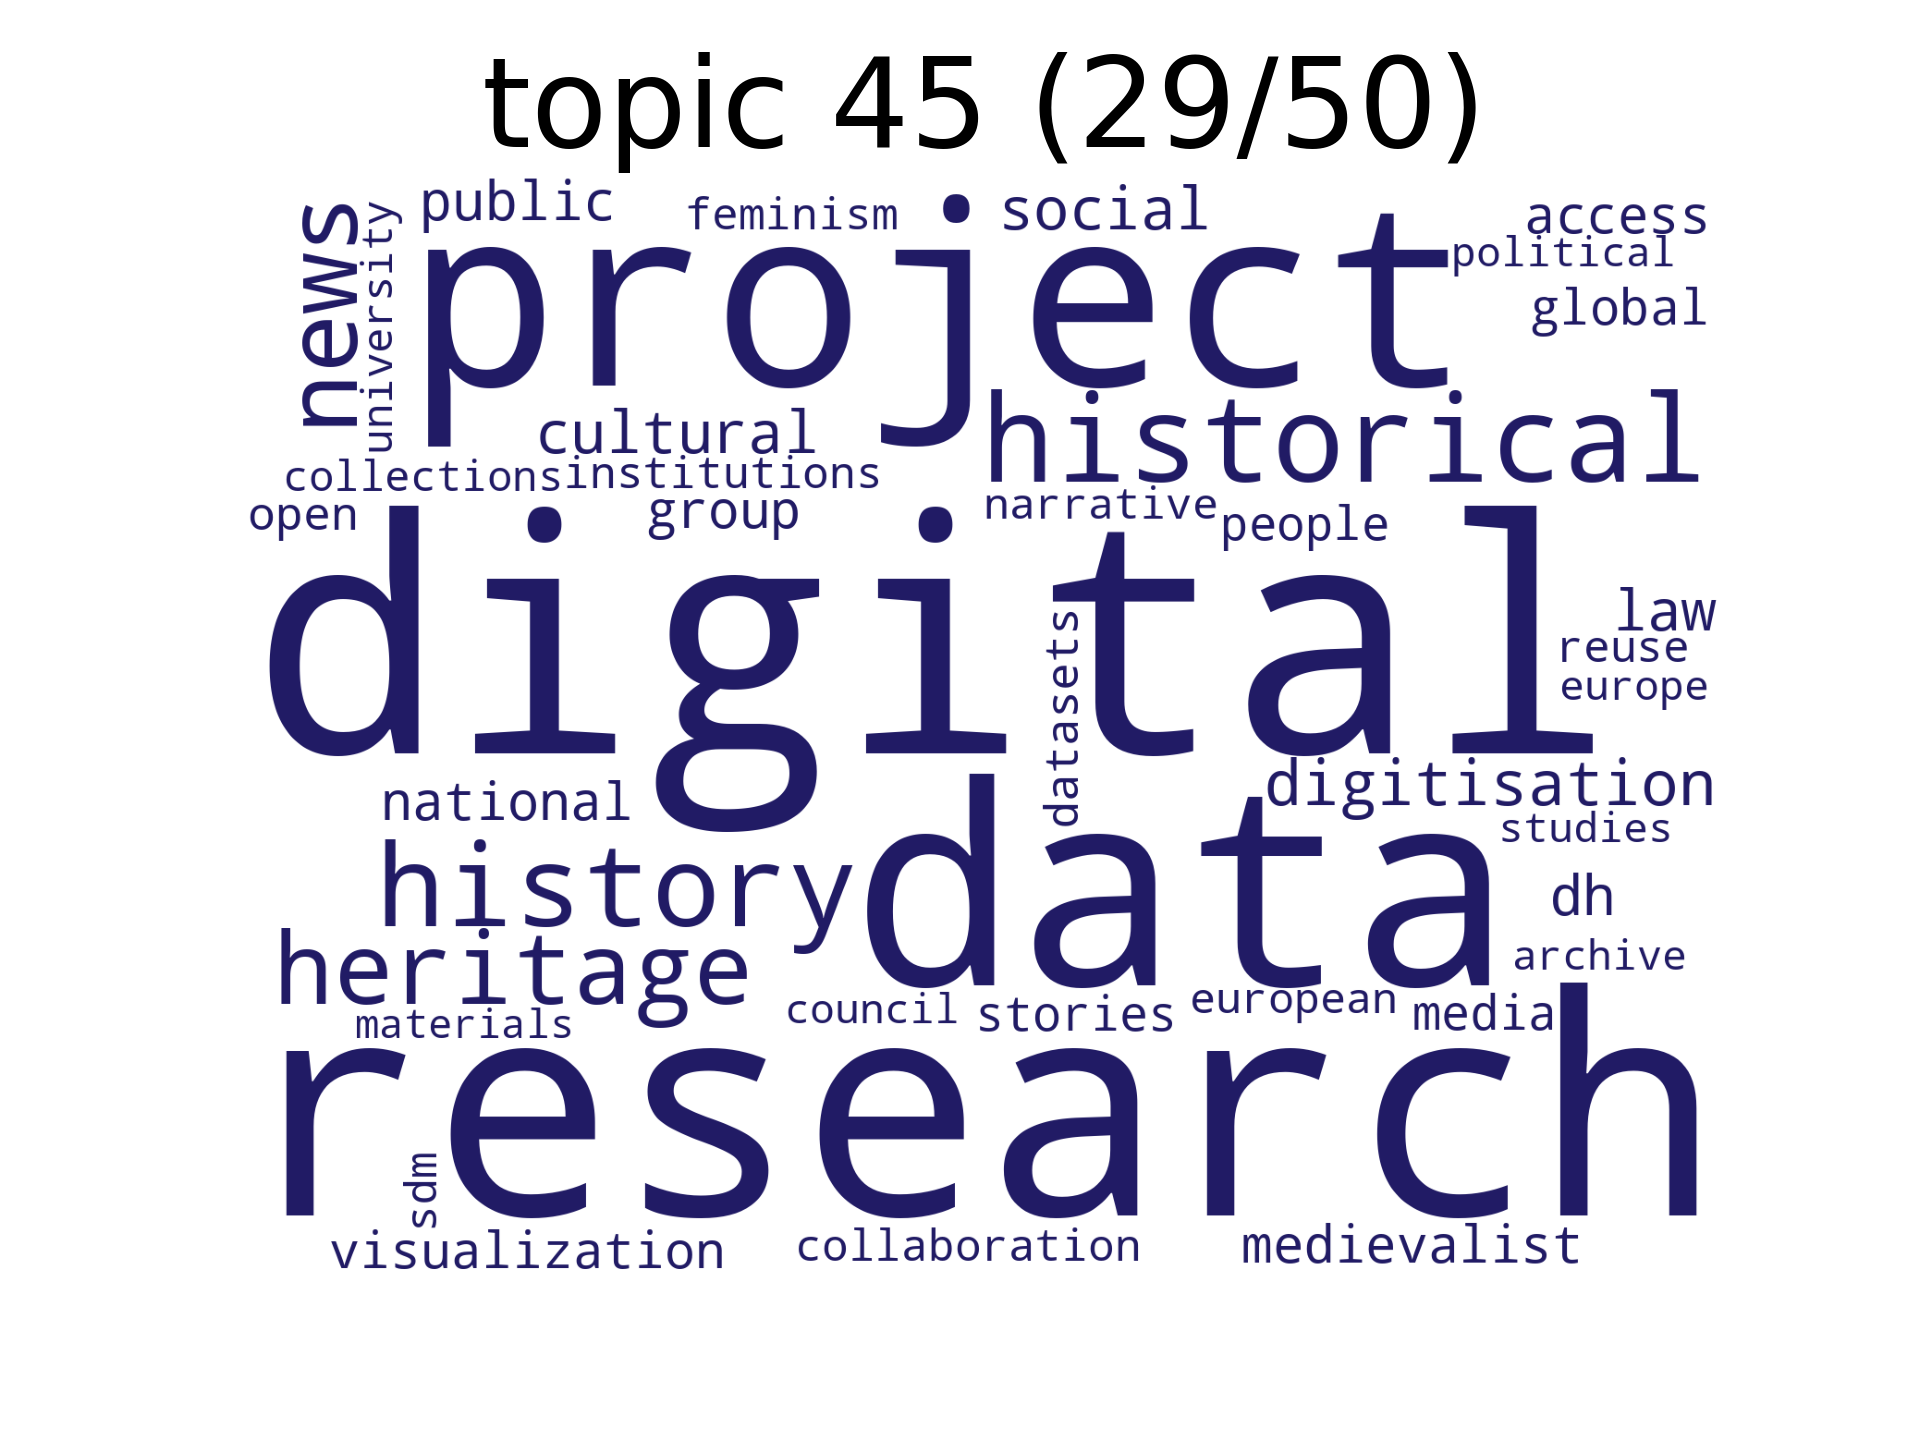 topic 45 (29/50)
public
feminism
social
access
news
university
project
political
global
cultural
historical
collections
institutions
open
group
narrative
people
digital
datasets
law
reuse
europe
national
digitisation
studies
history
data
dh
heritage
archive
materials
council
stories
european
media
research
sdm
visualization
collaboration
medievalist